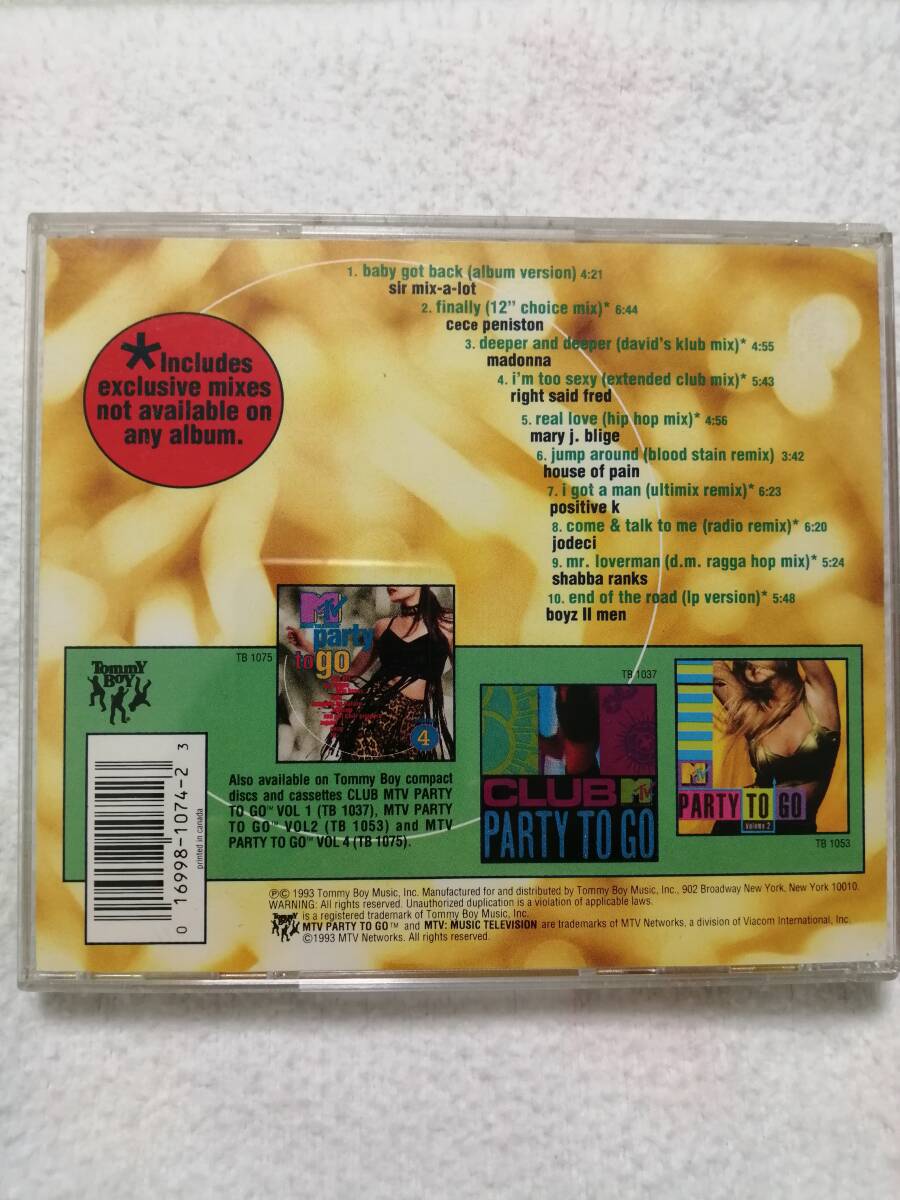 1. baby got back (album version) 4:21
sir mix-a-lot
2. finally (12" choice mix)* 6:44
cece peniston
3. deeper and deeper (david's klub mix)* 4:55
madonna
4. i'm too sexy (extended club mix)* 5:43
right said fred
5. real love (hip hop mix)* 4:56
mary j. blige
6. jump around (blood stain remix) 3:42
house of pain
7. i got a man (ultimix remix)* 6:23
positive k
8. come & talk to me (radio remix)* 6:20
jodeci
9. mr. loverman (d.m. ragga hop mix)* 5:24
shabba ranks
10. end of the road (lp version)* 5:48
boyz II men
*Includes
exclusive mixes
not available on
any album.
Tommy
Boy
TB 1075
MTV
party
to go
4
TB 1037
CLUB MTV
PARTY TO GO
MTV
PARTY TO GO
Volume 2
TB 1053
Also available on Tommy Boy compact
discs and cassettes CLUB MTV PARTY
TO GO™ VOL 1 (TB 1037), MTV PARTY
TO GO™ VOL2 (TB 1053) and MTV
PARTY TO GO™ VOL 4 (TB 1075).
0 16998-1074-2 3
printed in canada
℗© 1993 Tommy Boy Music, Inc. Manufactured for and distributed by Tommy Boy Music, Inc., 902 Broadway New York, New York 10010.
WARNING: All rights reserved. Unauthorized duplication is a violation of applicable laws.
Tommy Boy is a registered trademark of Tommy Boy Music, Inc.
MTV PARTY TO GO™ and MTV: MUSIC TELEVISION are trademarks of MTV Networks, a division of Viacom International, Inc.
©1993 MTV Networks. All rights reserved.